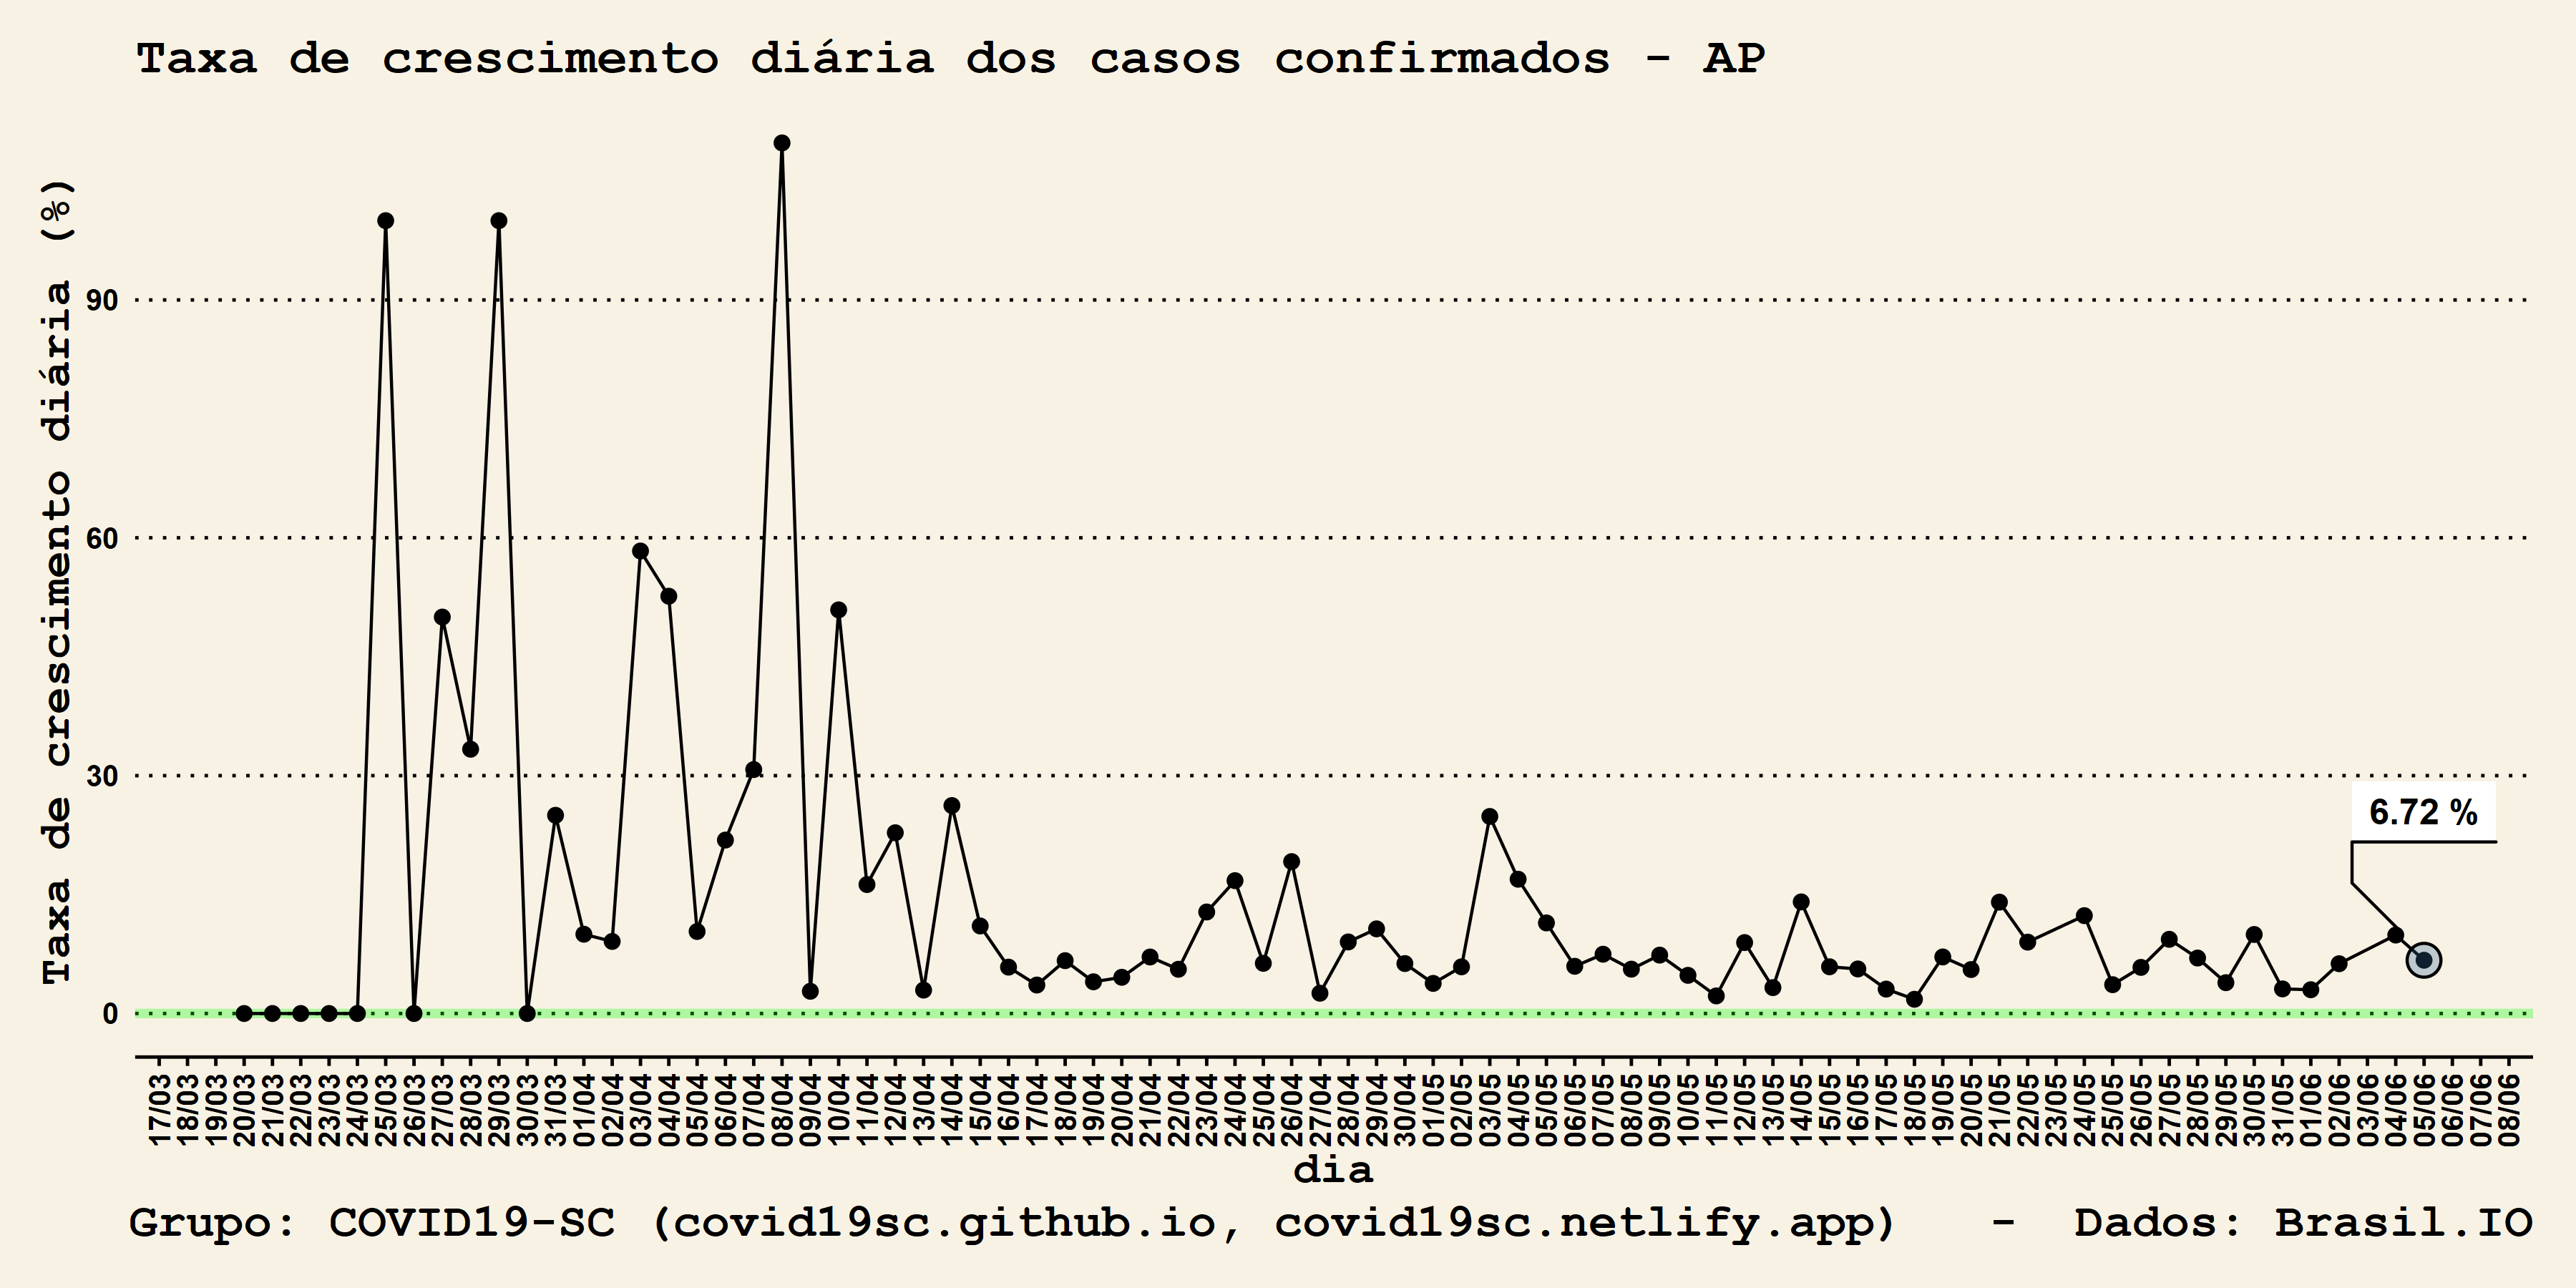 Taxa de crescimento diária dos casos confirmados - AP
Taxa de crescimento diária (%)
90
60
30
0
6.72 %
17/03 18/03 19/03 20/03 21/03 22/03 23/03 24/03 25/03 26/03 27/03 28/03 29/03 30/03 31/03 01/04 02/04 03/04 04/04 05/04 06/04 07/04 08/04 09/04 10/04 11/04 12/04 13/04 14/04 15/04 16/04 17/04 18/04 19/04 20/04 21/04 22/04 23/04 24/04 25/04 26/04 27/04 28/04 29/04 30/04 01/05 02/05 03/05 04/05 05/05 06/05 07/05 08/05 09/05 10/05 11/05 12/05 13/05 14/05 15/05 16/05 17/05 18/05 19/05 20/05 21/05 22/05 23/05 24/05 25/05 26/05 27/05 28/05 29/05 30/05 31/05 01/06 02/06 03/06 04/06 05/06 06/06 07/06 08/06
dia
Grupo: COVID19-SC (covid19sc.github.io, covid19sc.netlify.app) - Dados: Brasil.IO